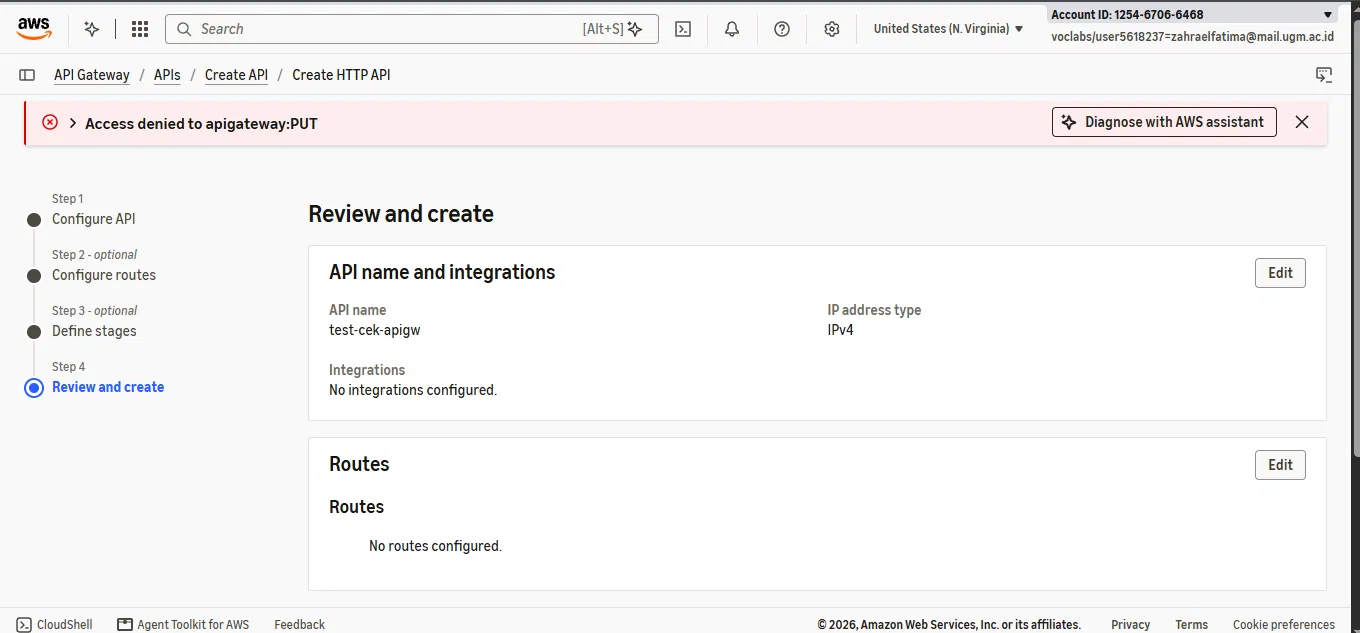 aws
Search [Alt+S]
United States (N. Virginia)
Account ID: 1254-6706-6468
voclabs/user5618237=zahraelfatima@mail.ugm.ac.id
API Gateway / APIs / Create API / Create HTTP API
Access denied to apigateway:PUT
Diagnose with AWS assistant
Step 1
Configure API
Step 2 - optional
Configure routes
Step 3 - optional
Define stages
Step 4
Review and create
Review and create
API name and integrations
Edit
API name
test-cek-apigw
IP address type
IPv4
Integrations
No integrations configured.
Routes
Edit
Routes
No routes configured.
CloudShell
Agent Toolkit for AWS
Feedback
© 2026, Amazon Web Services, Inc. or its affiliates.
Privacy
Terms
Cookie preferences